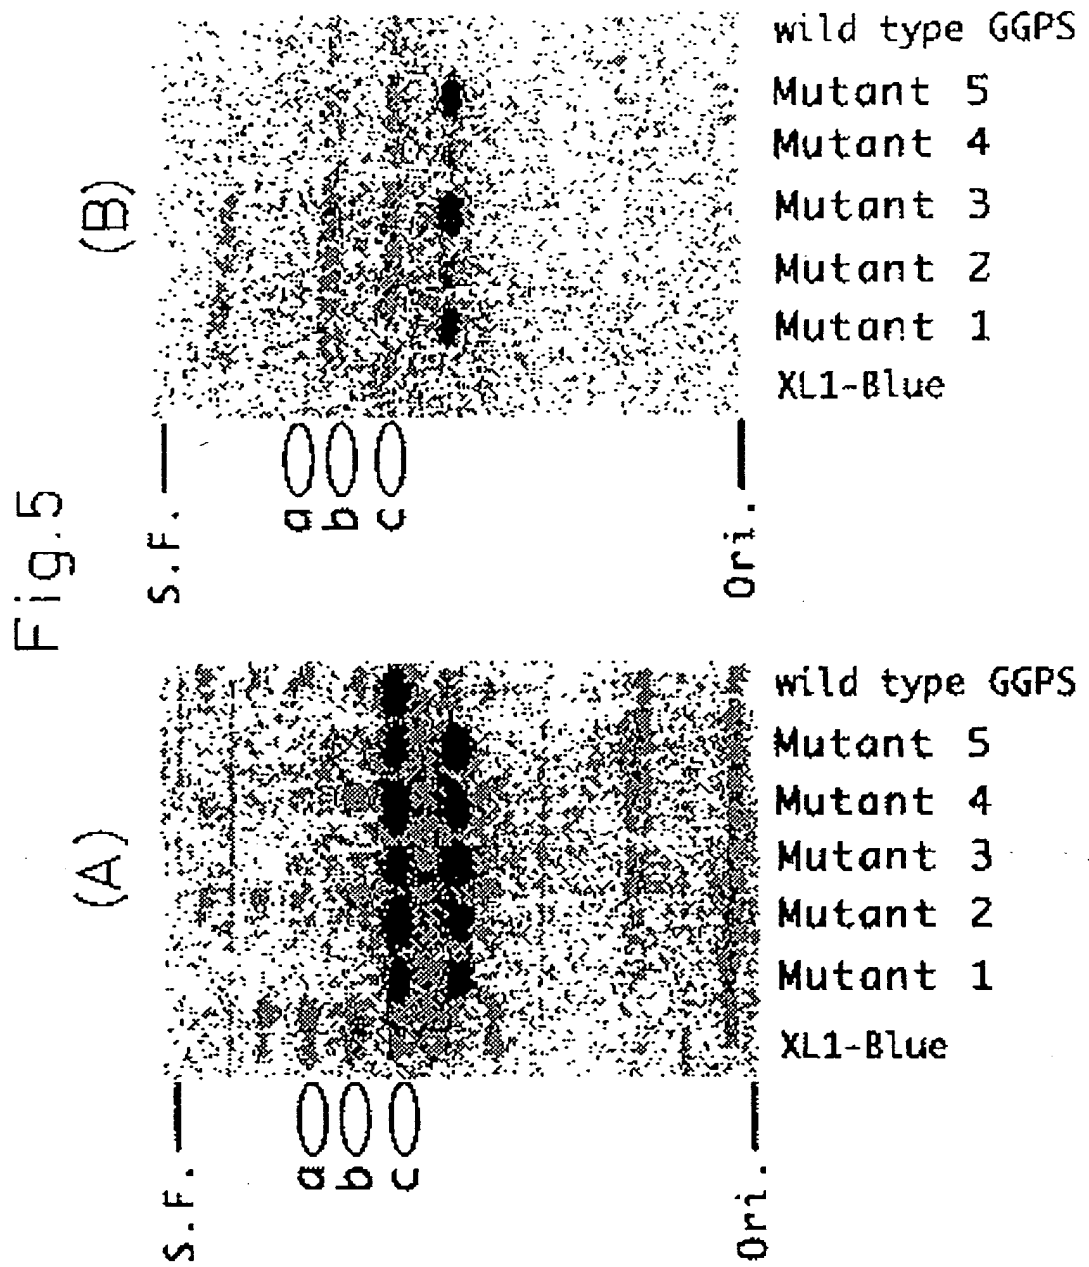 Fig.5
(A)
S.F.
a
b
c
Ori.
XL1-Blue
Mutant 1
Mutant 2
Mutant 3
Mutant 4
Mutant 5
wild type GGPS
(B)
S.F.
a
b
c
Ori.
XL1-Blue
Mutant 1
Mutant 2
Mutant 3
Mutant 4
Mutant 5
wild type GGPS